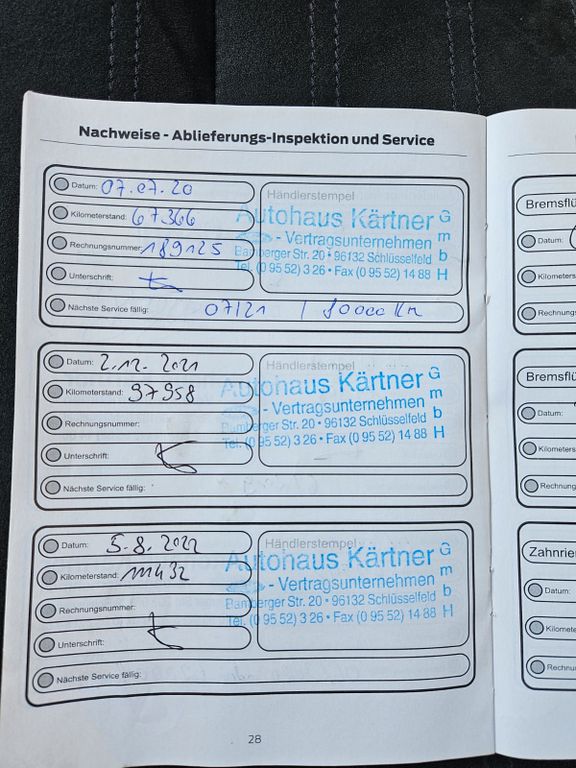 Nachweise - Ablieferungs-Inspektion und Service
Datum: 07.07.20
Kilometerstand: 67366
Rechnungsnummer: 189125
Unterschrift:
Händlerstempel
Autohaus Kärtner GmbH
- Vertragsunternehmen
Bamberger Str. 20 • 96132 Schlüsselfeld
Tel. (0 95 52) 3 26 • Fax (0 95 52) 14 88
Nächste Service fällig: 07/21 / 80000 Km
Datum: 2.12.2021
Kilometerstand: 97958
Rechnungsnummer:
Unterschrift:
Händlerstempel
Autohaus Kärtner GmbH
- Vertragsunternehmen
Bamberger Str. 20 • 96132 Schlüsselfeld
Tel. (0 95 52) 3 26 • Fax (0 95 52) 14 88
Nächste Service fällig:
Datum: 5.8.2022
Kilometerstand: 111432
Rechnungsnummer:
Unterschrift:
Händlerstempel
Autohaus Kärtner GmbH
- Vertragsunternehmen
Bamberger Str. 20 • 96132 Schlüsselfeld
Tel. (0 95 52) 3 26 • Fax (0 95 52) 14 88
Nächste Service fällig:
28
Bremsflü
Datum:
Kilometers
Rechnung
Bremsflü
Datum:
Kilometers
Rechnung
Zahnrie
Datum:
Kilomete
Rechnu